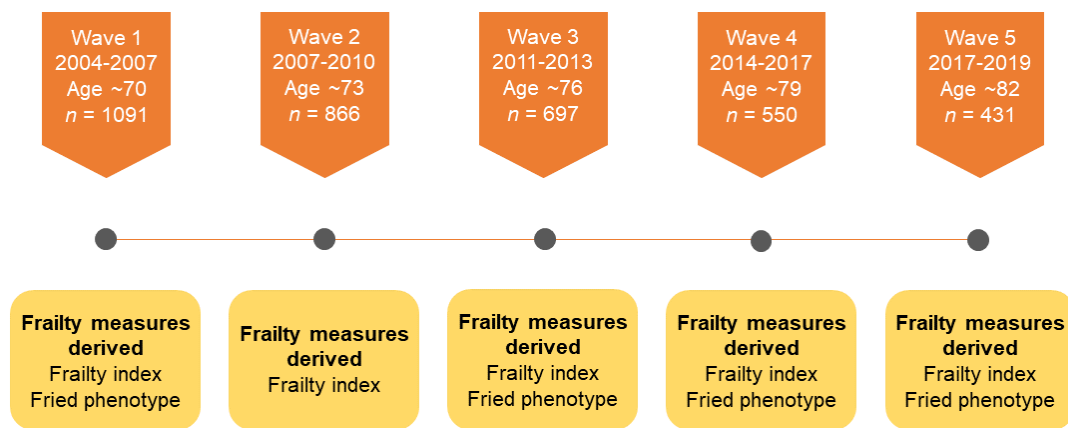 Wave 1
2004-2007
Age ~70
n = 1091
Wave 2
2007-2010
Age ~73
n = 866
Wave 3
2011-2013
Age ~76
n = 697
Wave 4
2014-2017
Age ~79
n = 550
Wave 5
2017-2019
Age ~82
n = 431
Frailty measures
derived
Frailty index
Fried phenotype
Frailty measures
derived
Frailty index
Frailty measures
derived
Frailty index
Fried phenotype
Frailty measures
derived
Frailty index
Fried phenotype
Frailty measures
derived
Frailty index
Fried phenotype